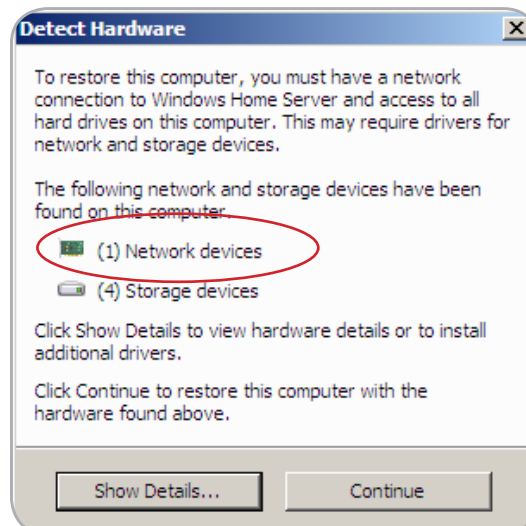 Detect Hardware
To restore this computer, you must have a network
connection to Windows Home Server and access to all
hard drives on this computer. This may require drivers for
network and storage devices.
The following network and storage devices have been
found on this computer.
(1) Network devices
(4) Storage devices
Click Show Details to view hardware details or to install
additional drivers.
Click Continue to restore this computer with the
hardware found above.
Show Details...
Continue